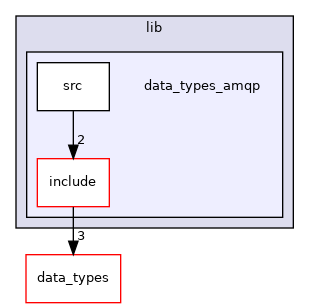 lib
src
data_types_amqp
2
include
3
data_types